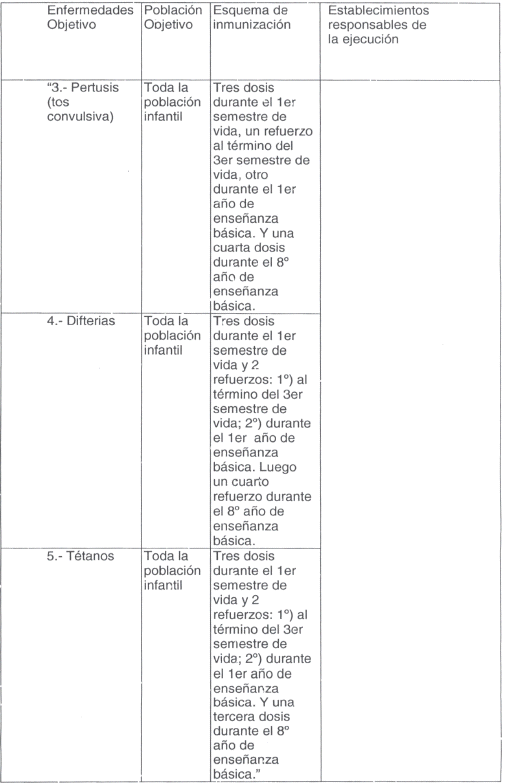 Enfermedades Objetivo
Población Objetivo
Esquema de inmunización
Establecimientos responsables de la ejecución
"3.- Pertusis
(tos
convulsiva)
Toda la
población
infantil
Tres dosis
durante el 1er
semestre de
vida, un refuerzo
al término del
3er semestre de
vida, otro
durante el 1er
año de
enseñanza
básica. Y una
cuarta dosis
durante el 8º
año de
enseñanza
básica.
4.- Difterias
Toda la
población
infantil
Tres dosis
durante el 1er
semestre de
vida y 2
refuerzos: 1º) al
término del 3er
semestre de
vida; 2º) durante
el 1er año de
enseñanza
básica. Luego
un cuarto
refuerzo durante
el 8º año de
enseñanza
básica.
5.- Tétanos
Toda la
población
infantil
Tres dosis
durante el 1er
semestre de
vida y 2
refuerzos: 1º) al
término del 3er
semestre de
vida; 2º) durante
el 1er año de
enseñanza
básica. Y una
tercera dosis
durante el 8º
año de
enseñanza
básica."